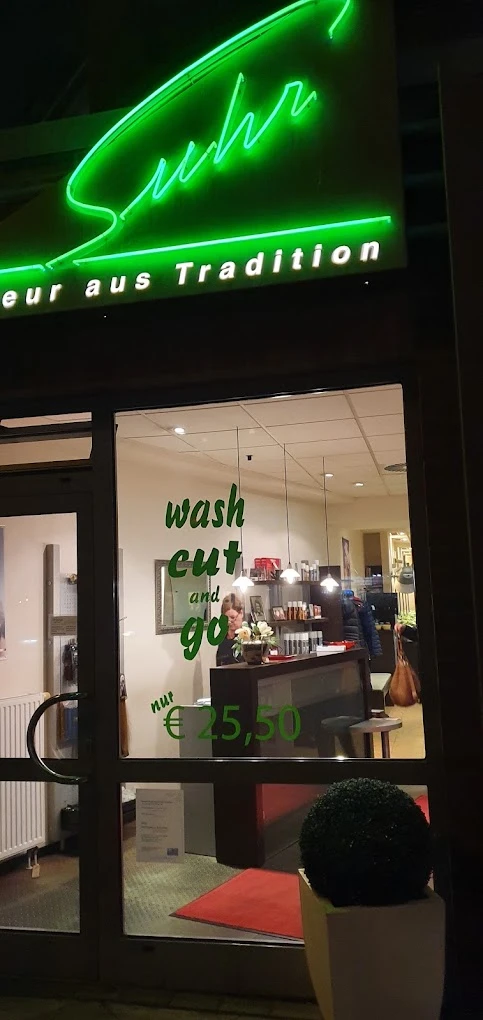 Suhr
eur aus Tradition
wash
cut
and
go
nur
€ 25,50